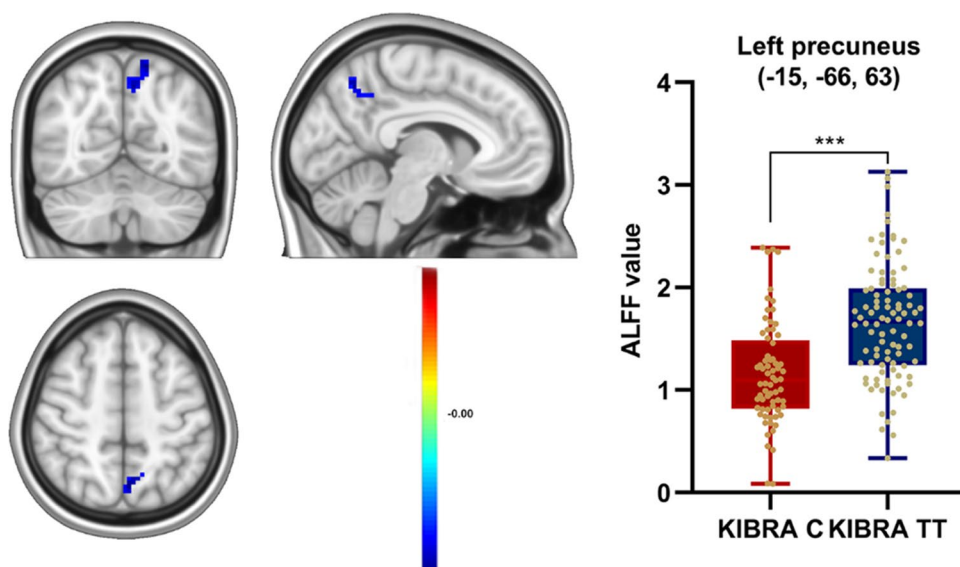 Left precuneus
(-15, -66, 63)
4
***
3
ALFF value
2
1
0
KIBRA C KIBRA TT
-0.00